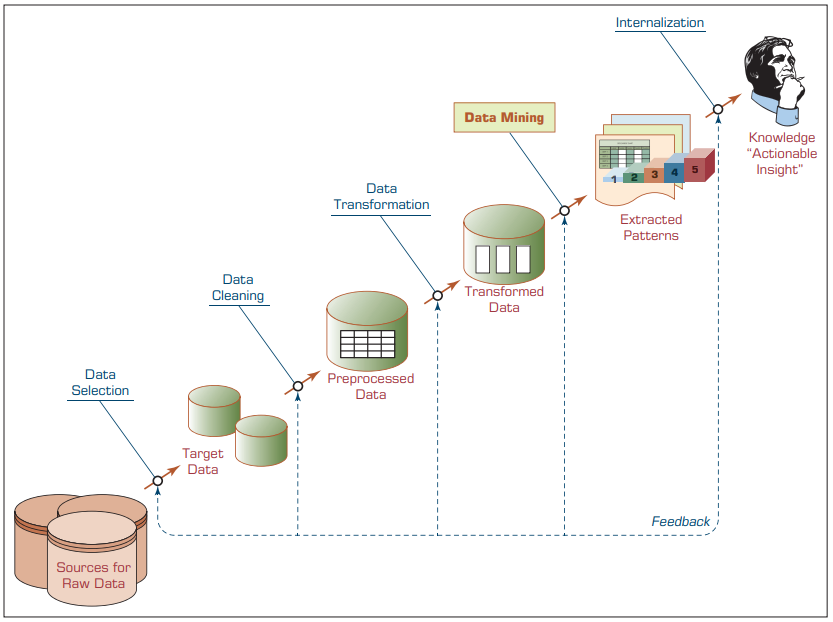 Internalization
Knowledge
“Actionable
Insight”
Data Mining
1 2 3 4 5
Extracted
Patterns
Data
Transformation
Transformed
Data
Data
Cleaning
Preprocessed
Data
Data
Selection
Target
Data
Feedback
Sources for
Raw Data